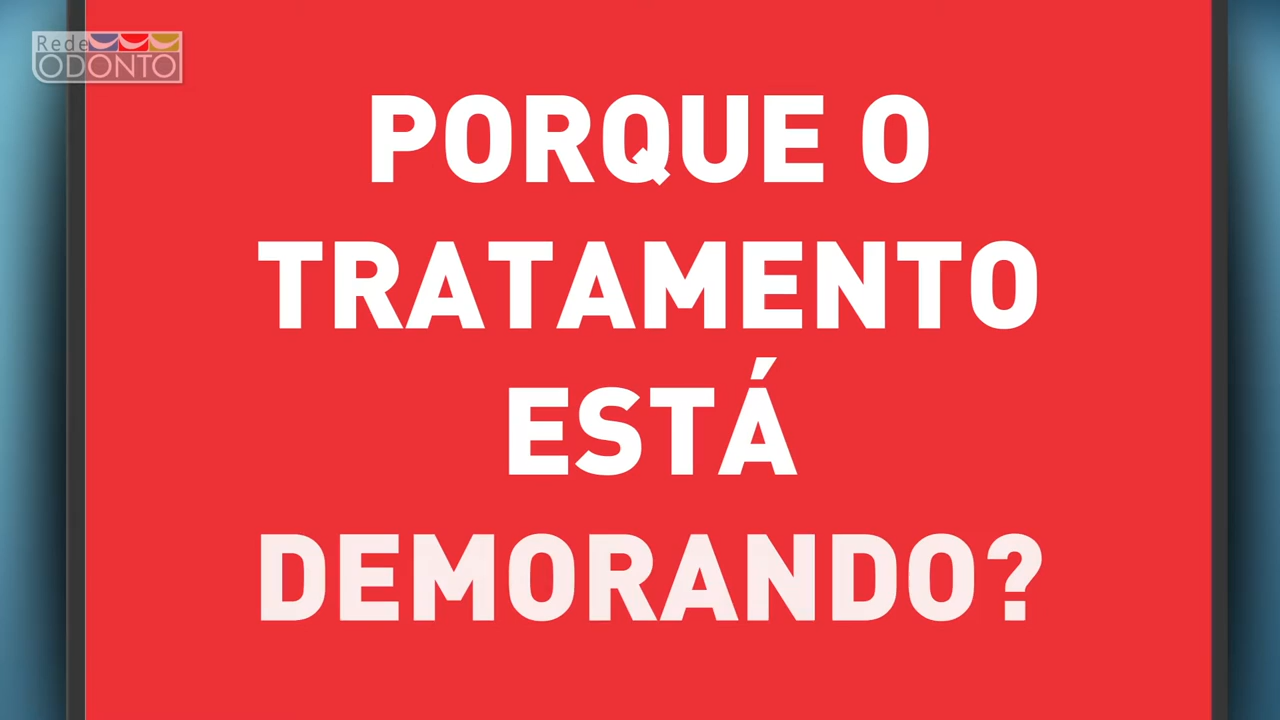 Rede
ODONTO
PORQUE O
TRATAMENTO
ESTÁ
DEMORANDO?